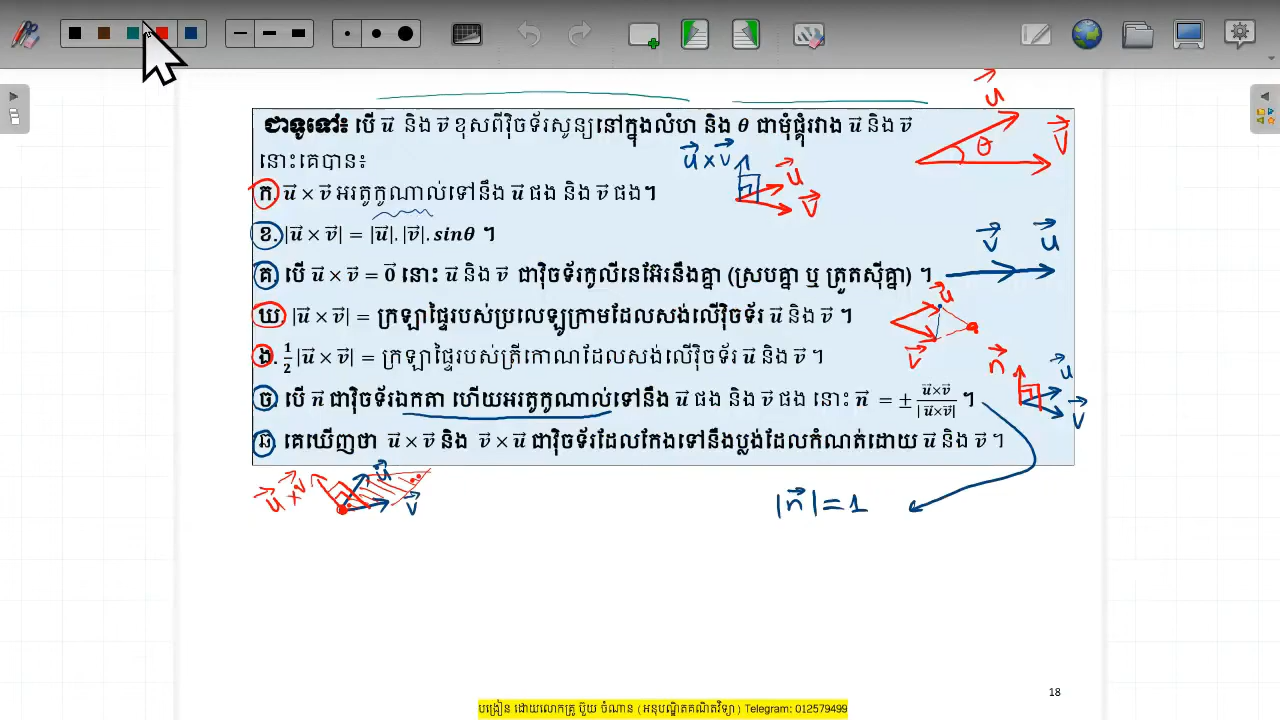 ជាទូទៅ៖ បើ u⃗ និង v⃗ ខុសពីវ៉ិចទ័រសូន្យនៅក្នុងលំហ និង θ ជាមុំផ្គុំរវាង u⃗ និង v⃗
នោះគេបាន៖
ក. u⃗ × v⃗ អរតូកូណាល់ទៅនឹង u⃗ ផង និង v⃗ ផង។
ខ. |u⃗ × v⃗| = |u⃗|. |v⃗|. sinθ ។
គ. បើ u⃗ × v⃗ = 0⃗ នោះ u⃗ និង v⃗ ជាវ៉ិចទ័រកូលីនេអ៊ែរនឹងគ្នា (ស្របគ្នា ឬ ត្រួតស៊ីគ្នា) ។
ឃ. |u⃗ × v⃗| = ក្រឡាផ្ទៃរបស់ប្រលេឡូក្រាមដែលសង់លើវ៉ិចទ័រ u⃗ និង v⃗ ។
ង. 1/2 |u⃗ × v⃗| = ក្រឡាផ្ទៃរបស់ត្រីកោណដែលសង់លើវ៉ិចទ័រ u⃗ និង v⃗ ។
ច. បើ n⃗ ជាវ៉ិចទ័រឯកតា ហើយអរតូកូណាល់ទៅនឹង u⃗ ផង និង v⃗ ផង នោះ n⃗ = ± u⃗×v⃗/|u⃗×v⃗| ។
ឆ. គេឃើញថា u⃗ × v⃗ និង v⃗ × u⃗ ជាវ៉ិចទ័រដែលកែងទៅនឹងប្លង់ដែលកំណត់ដោយ u⃗ និង v⃗ ។
u⃗
v⃗
θ
u⃗ × v⃗
u⃗
v⃗
v⃗ u⃗
u⃗
v⃗
n⃗
u⃗
v⃗
u⃗ × v⃗
u⃗
v⃗
|n⃗| = 1
18
បង្រៀន ដោយលោកគ្រូ ប៊ួយ ចំណាន (អនុបណ្ឌិតគណិតវិទ្យា) Telegram: 012579499